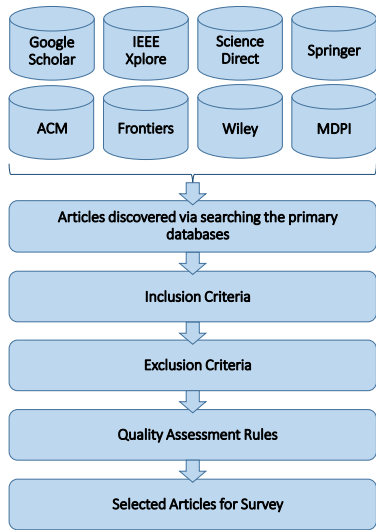 Google
Scholar
IEEE
Xplore
Science
Direct
Springer
ACM
Frontiers
Wiley
MDPI
Articles discovered via searching the primary
databases
Inclusion Criteria
Exclusion Criteria
Quality Assessment Rules
Selected Articles for Survey